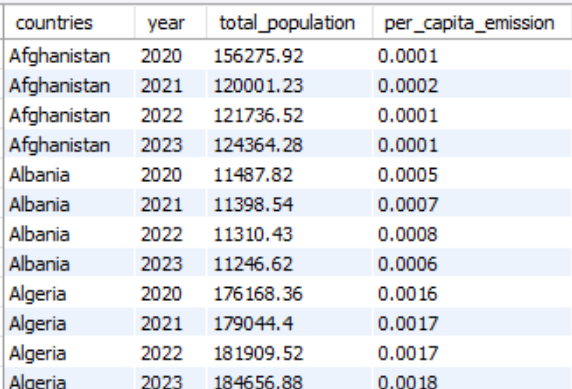 countries year total_population per_capita_emission
Afghanistan 2020 156275.92 0.0001
Afghanistan 2021 120001.23 0.0002
Afghanistan 2022 121736.52 0.0001
Afghanistan 2023 124364.28 0.0001
Albania 2020 11487.82 0.0005
Albania 2021 11398.54 0.0007
Albania 2022 11310.43 0.0008
Albania 2023 11246.62 0.0006
Algeria 2020 176168.36 0.0016
Algeria 2021 179044.4 0.0017
Algeria 2022 181909.52 0.0017
Algeria 2023 184656.88 0.0018